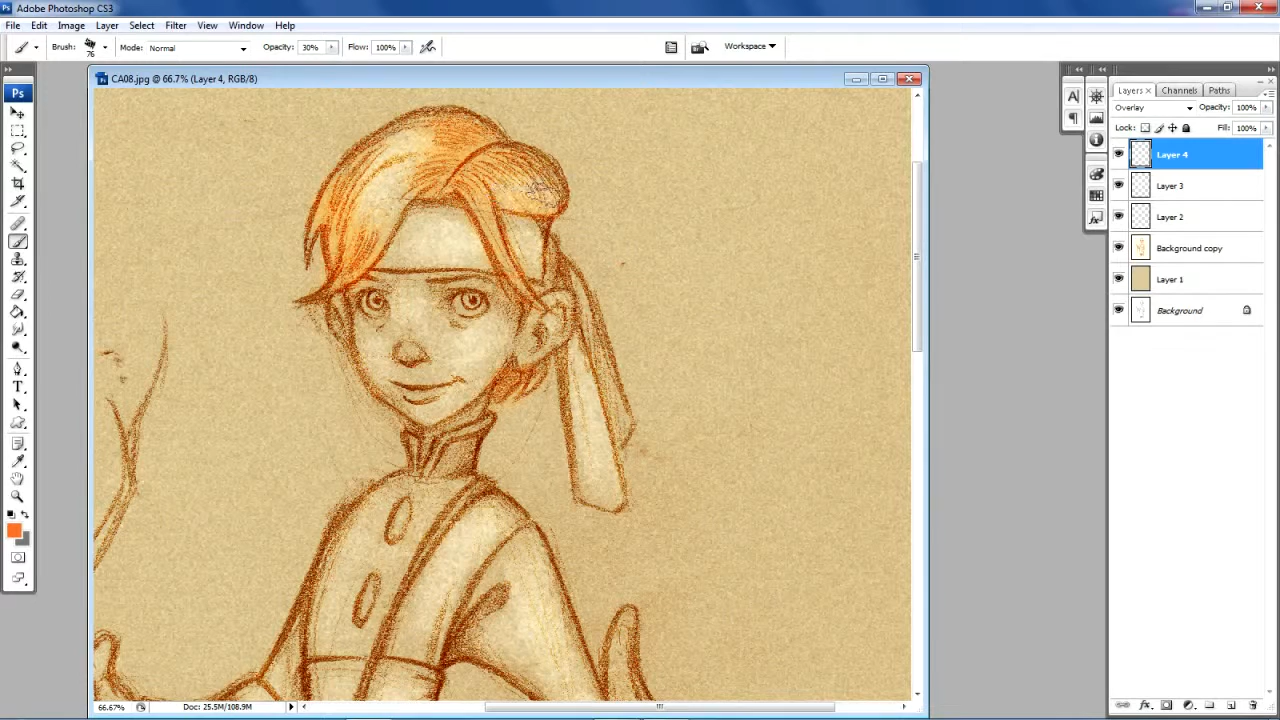 Adobe Photoshop CS3
File Edit Image Layer Select Filter View Window Help
Brush: 76 Mode: Normal Opacity: 30% Flow: 100% Workspace
CA08.jpg @ 66.7% (Layer 4, RGB/8)
Layers Channels Paths
Overlay Opacity: 100%
Lock: Fill: 100%
Layer 4
Layer 3
Layer 2
Background copy
Layer 1
Background
66.67% Doc: 25.5M/108.9M